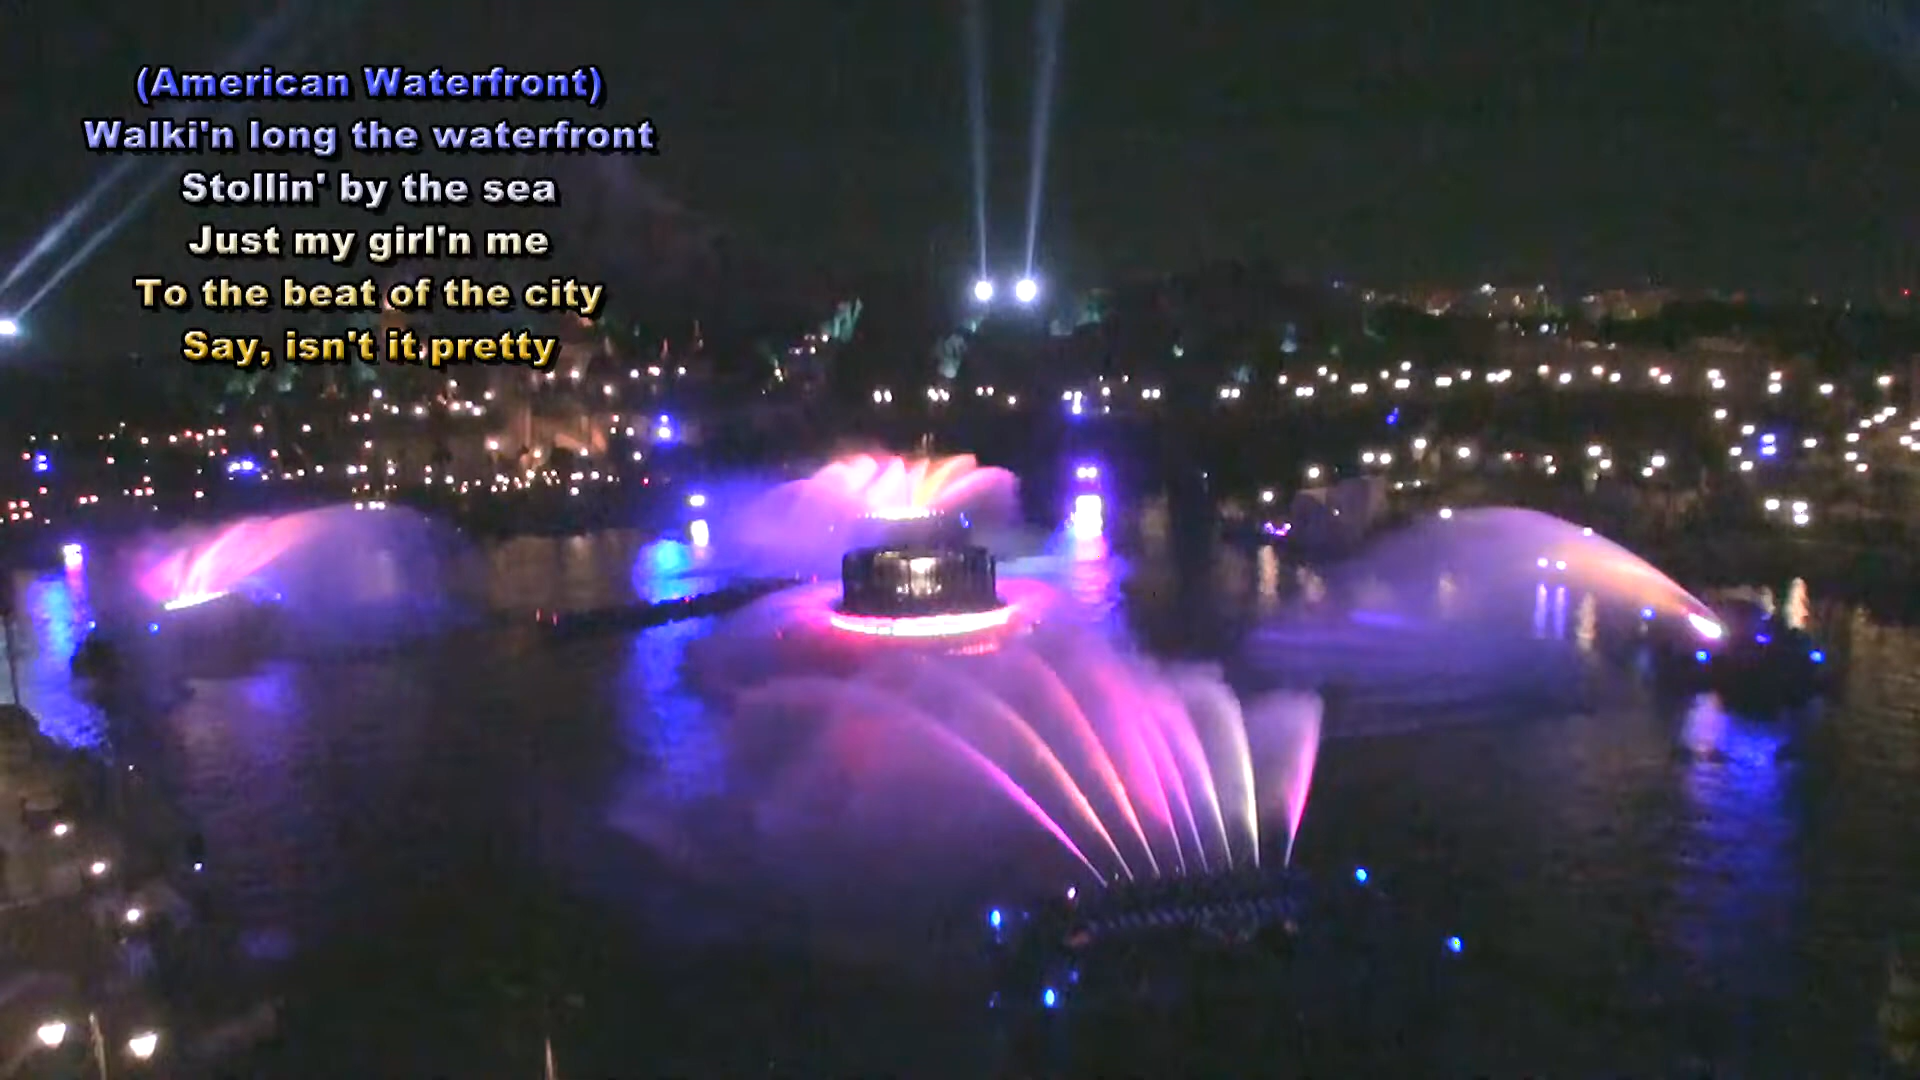 (American Waterfront)
Walki'n long the waterfront
Stollin' by the sea
Just my girl'n me
To the beat of the city
Say, isn't it pretty